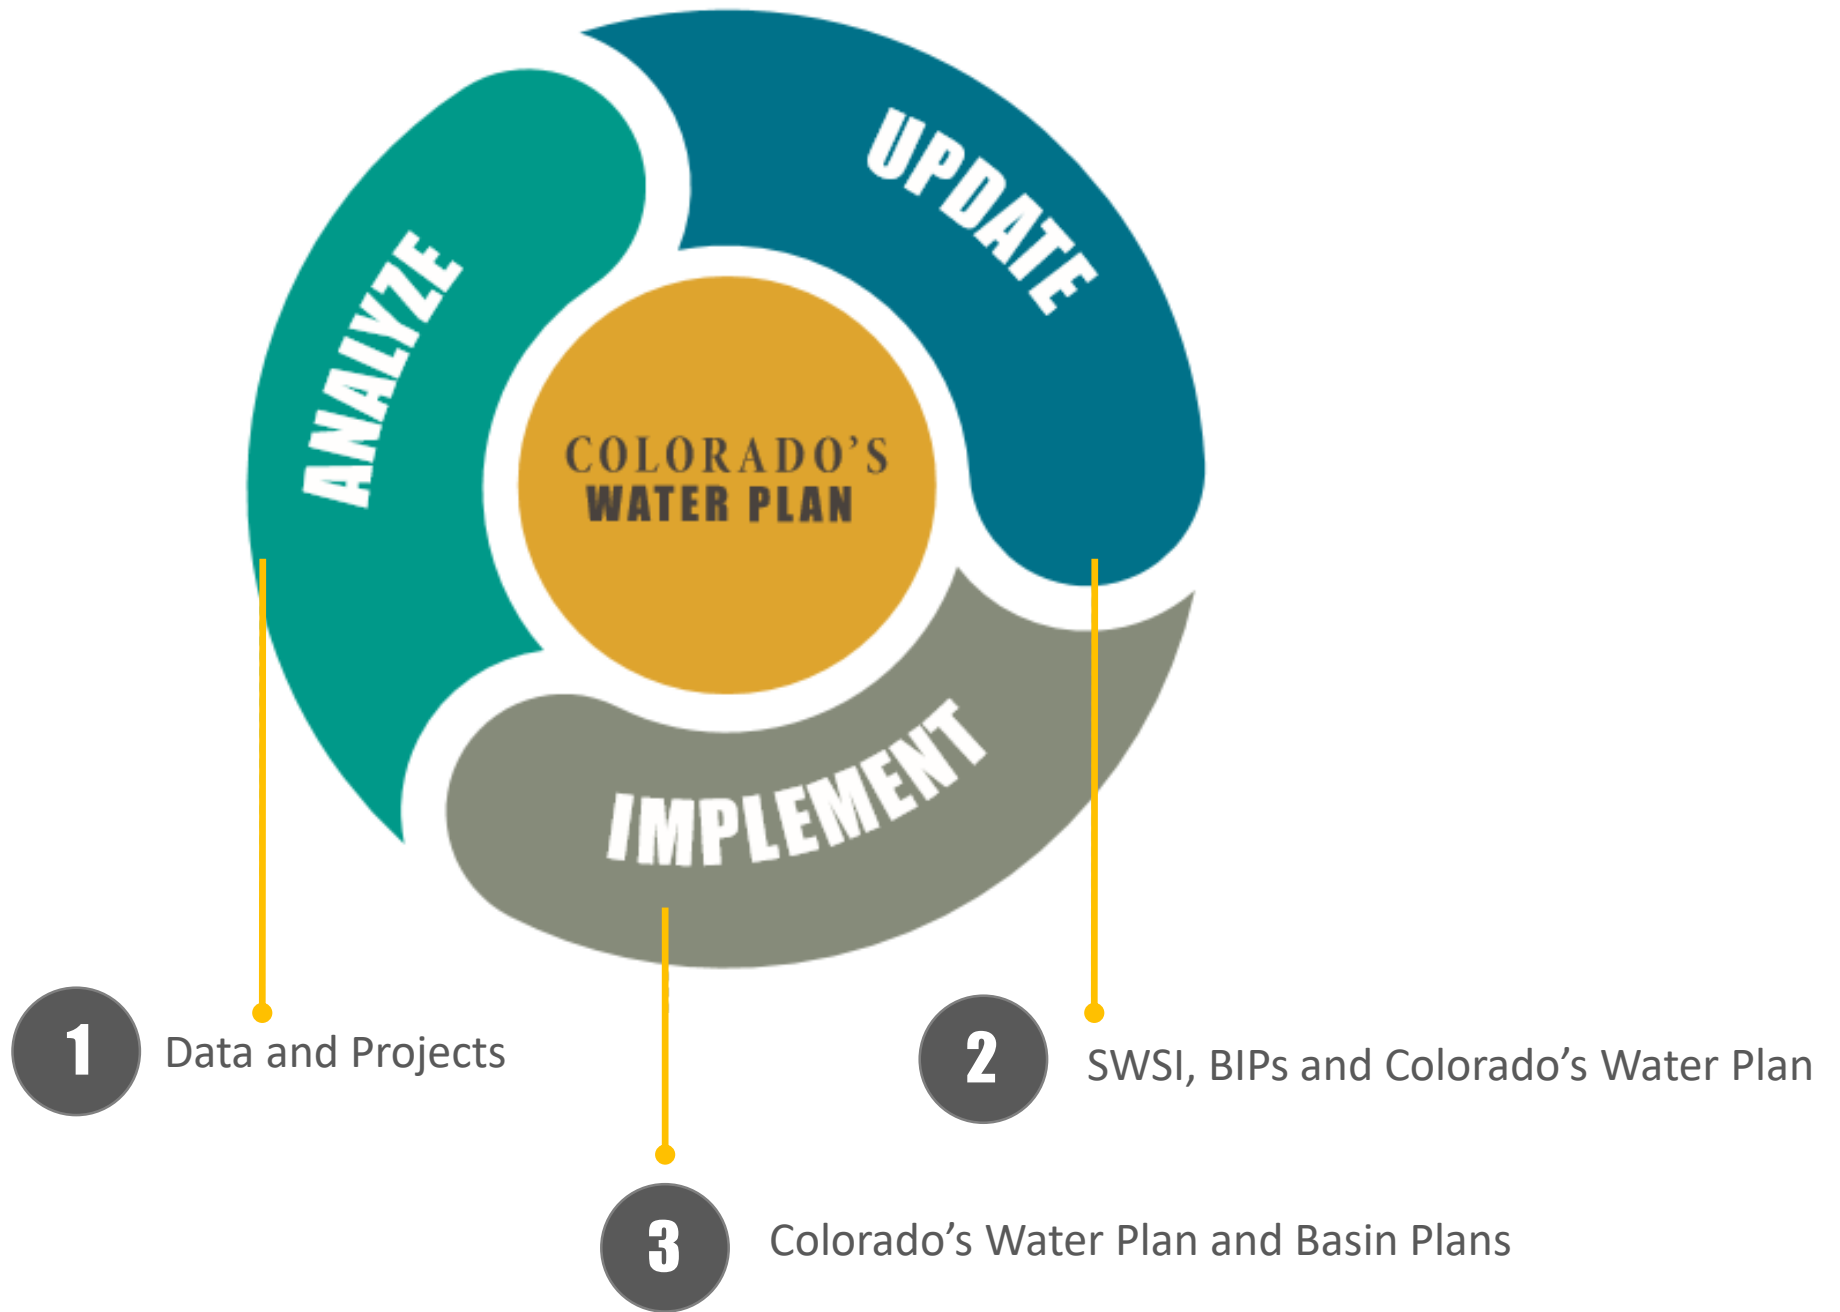 UPDATE
ANALYZE
COLORADO’S
WATER PLAN
IMPLEMENT
1 Data and Projects
2 SWSI, BIPs and Colorado’s Water Plan
3 Colorado’s Water Plan and Basin Plans